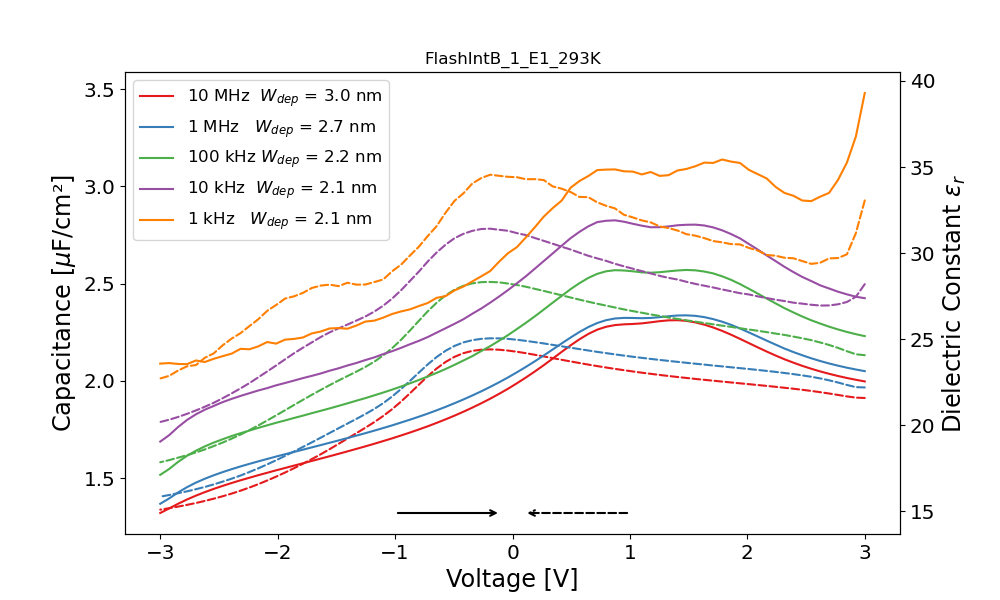 FlashIntB_1_E1_293K
10 MHz W_dep = 3.0 nm
1 MHz W_dep = 2.7 nm
100 kHz W_dep = 2.2 nm
10 kHz W_dep = 2.1 nm
1 kHz W_dep = 2.1 nm
Capacitance [μF/cm²]
3.5
3.0
2.5
2.0
1.5
40
35
30
25
20
15
Dielectric Constant ε_r
−3 −2 −1 0 1 2 3
Voltage [V]